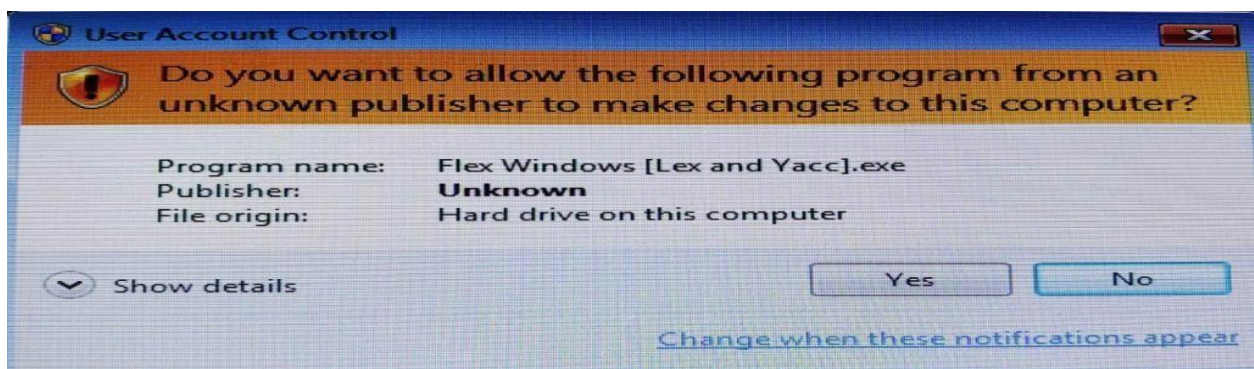 User Account Control
Do you want to allow the following program from an
unknown publisher to make changes to this computer?
Program name: Flex Windows [Lex and Yacc].exe
Publisher: Unknown
File origin: Hard drive on this computer
Show details
Yes No
Change when these notifications appear